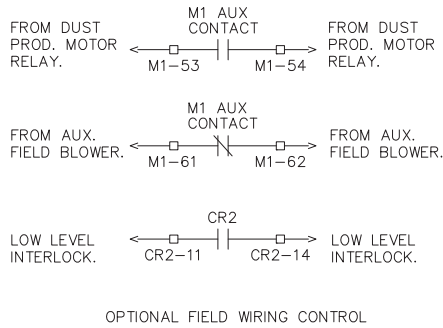 M1 AUX
CONTACT
FROM DUST
PROD. MOTOR
RELAY.
M1-53
M1-54
FROM DUST
PROD. MOTOR
RELAY.
M1 AUX
CONTACT
FROM AUX.
FIELD BLOWER.
M1-61
M1-62
FROM AUX.
FIELD BLOWER.
CR2
LOW LEVEL
INTERLOCK.
CR2-11
CR2-14
LOW LEVEL
INTERLOCK.
OPTIONAL FIELD WIRING CONTROL